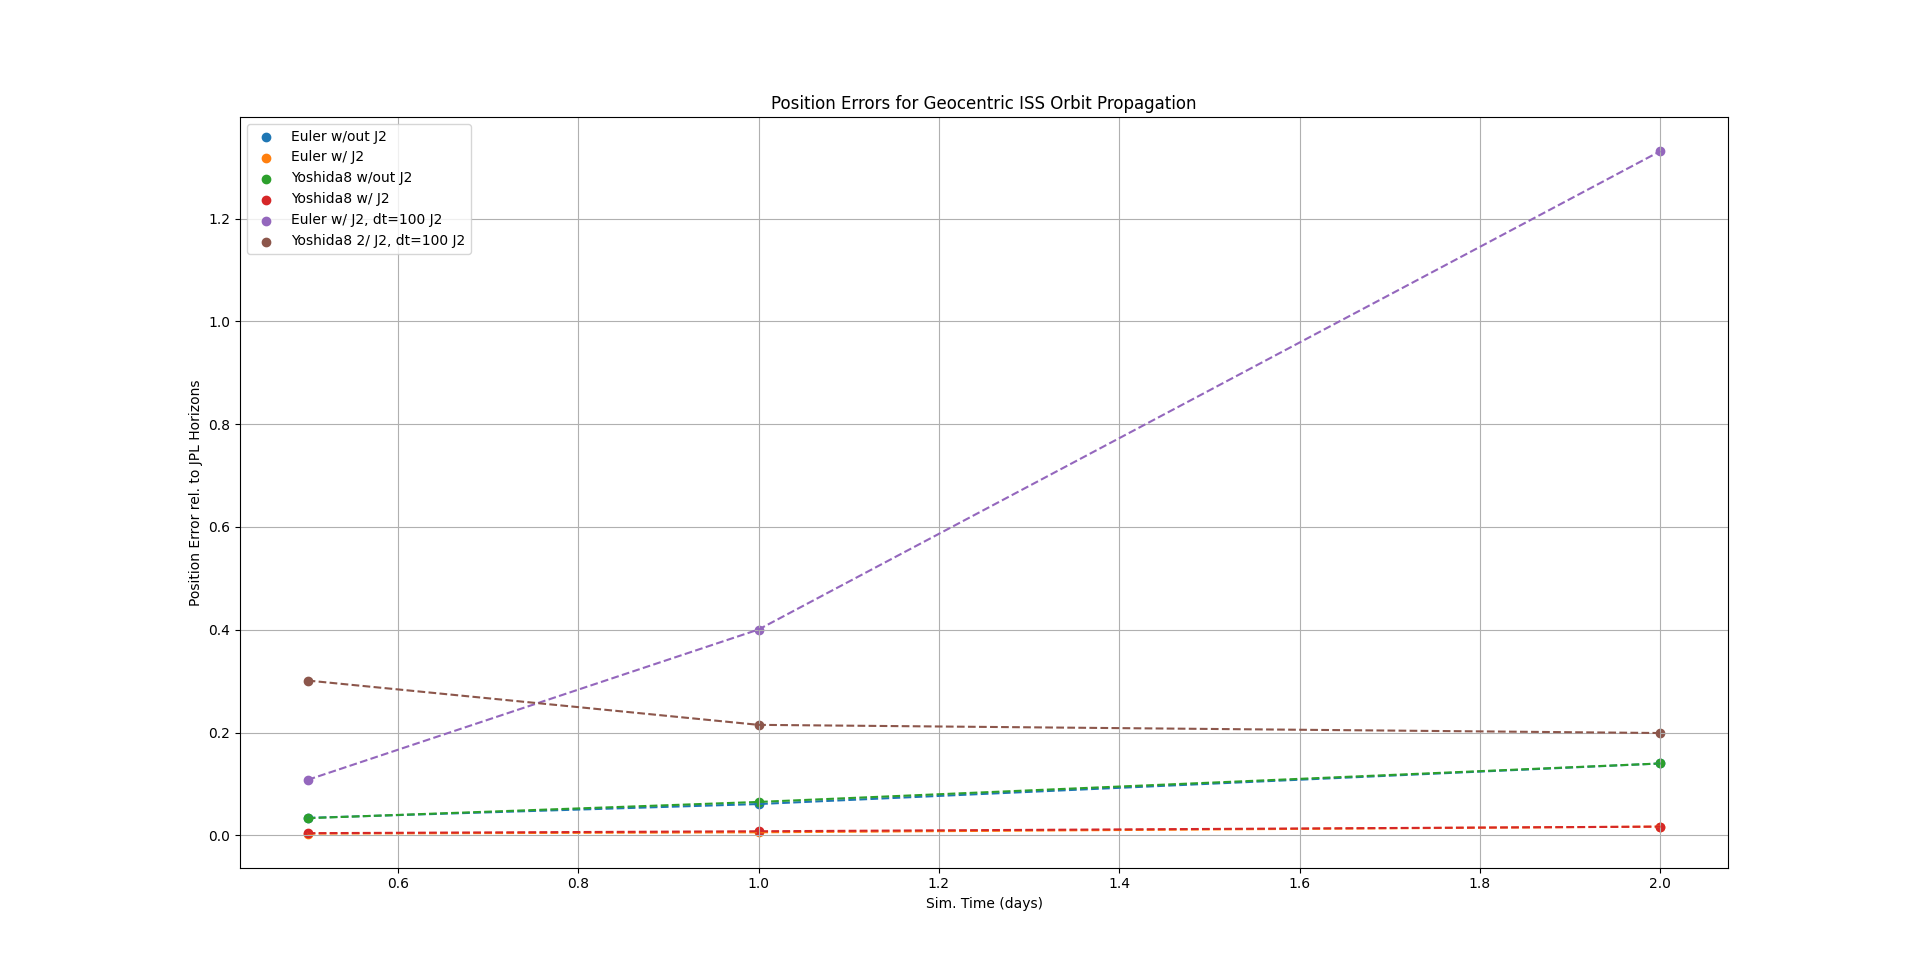 Position Errors for Geocentric ISS Orbit Propagation
Euler w/out J2
Euler w/ J2
Yoshida8 w/out J2
Yoshida8 w/ J2
Euler w/ J2, dt=100 J2
Yoshida8 2/ J2, dt=100 J2
Position Error rel. to JPL Horizons
1.2
1.0
0.8
0.6
0.4
0.2
0.0
0.6
0.8
1.0
1.2
1.4
1.6
1.8
2.0
Sim. Time (days)